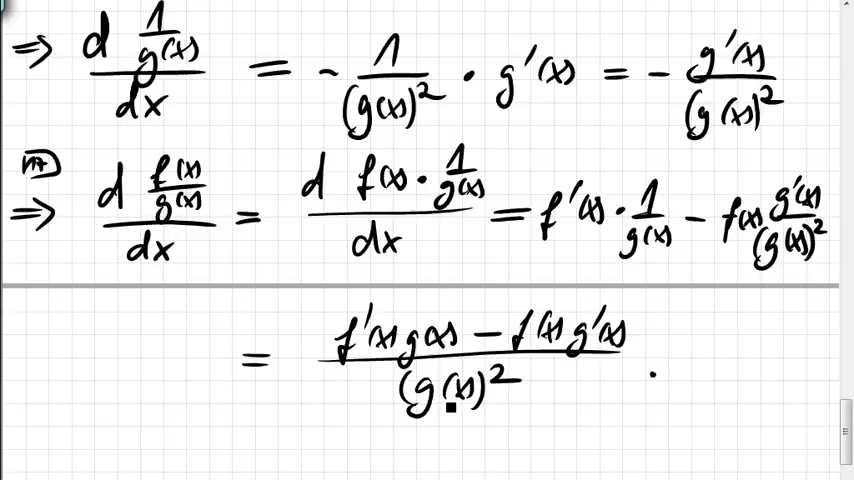 ⇒ d 1/g(x) / dx = - 1/(g(x))² · g'(x) = - g'(x)/(g(x))²
⇒ d f(x)/g(x) / dx = d f(x) · 1/g(x) / dx = f'(x) · 1/g(x) - f(x) g'(x)/(g(x))²
= f'(x) g(x) - f(x) g'(x) / (g(x))² .